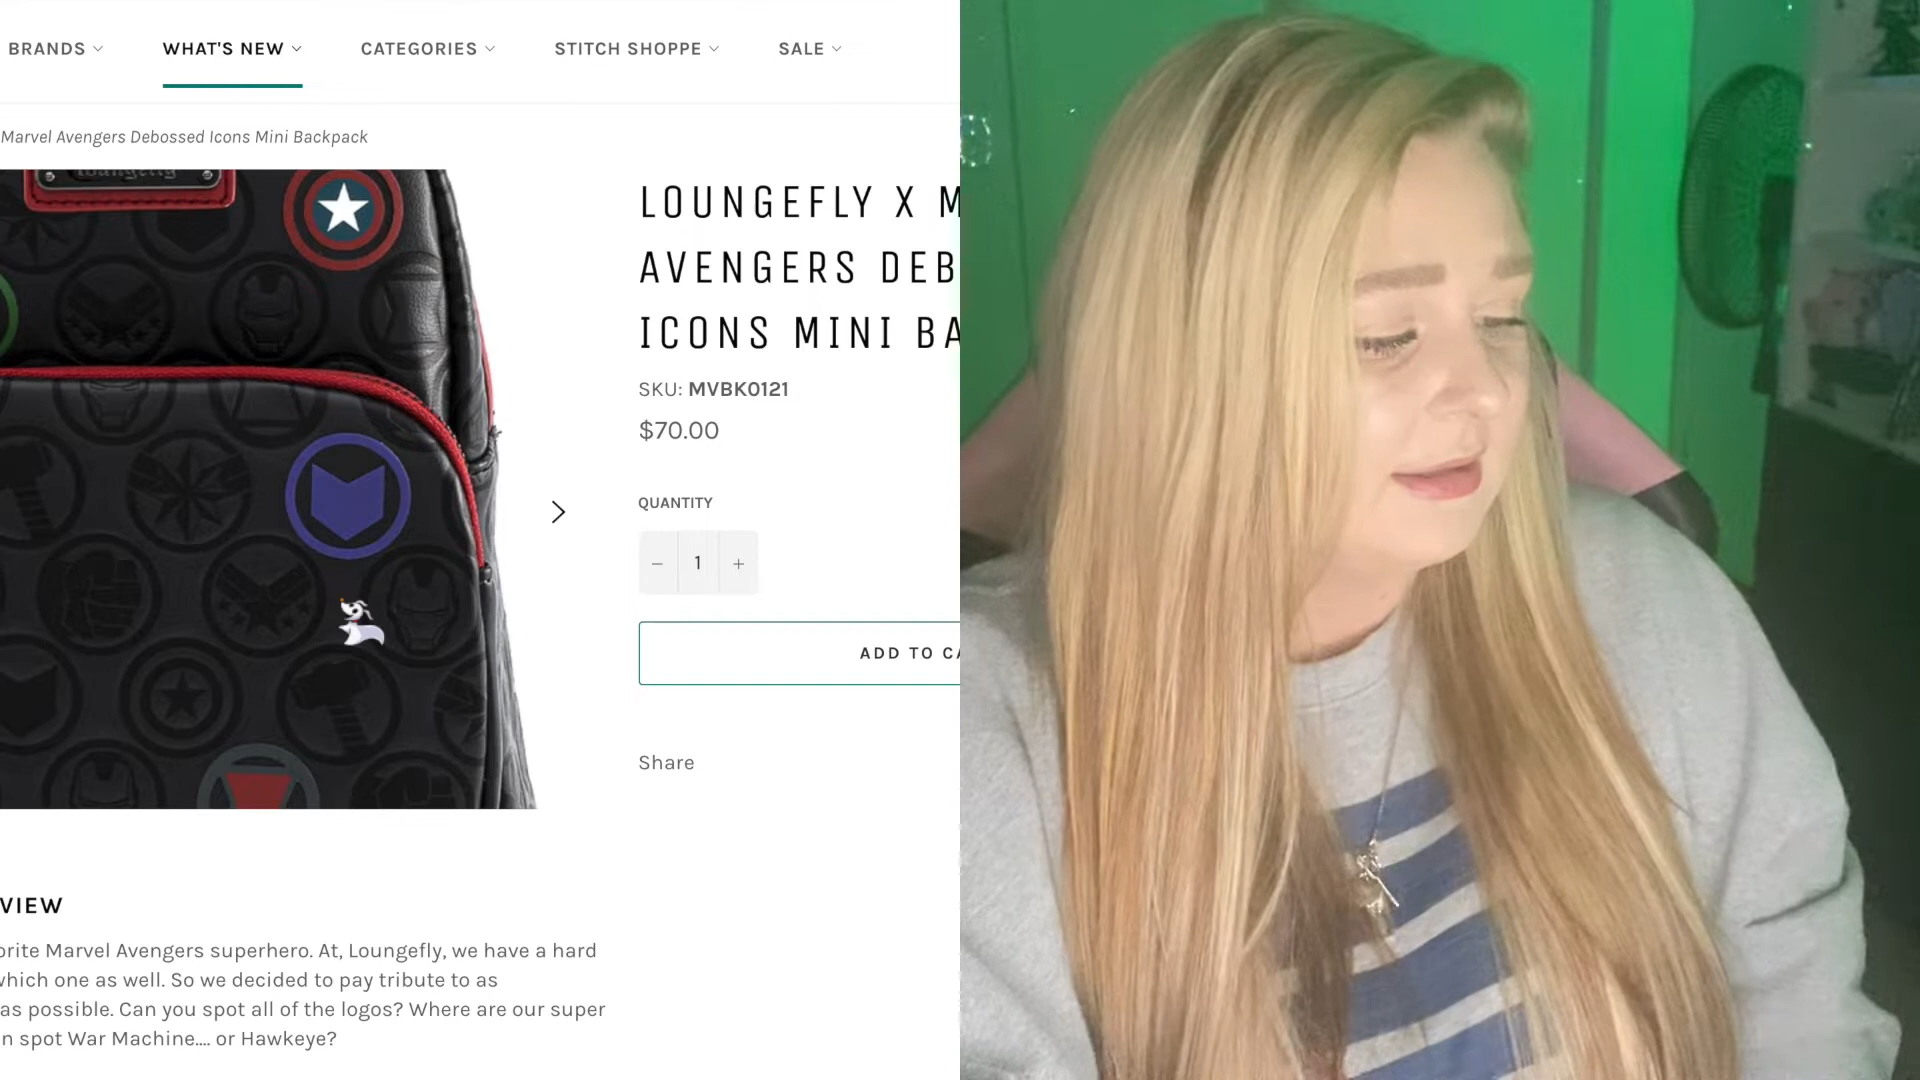 BRANDS
WHAT'S NEW
CATEGORIES
STITCH SHOPPE
SALE
Marvel Avengers Debossed Icons Mini Backpack
Loungefly
LOUNGEFLY X M
AVENGERS DEB
ICONS MINI BA
SKU: MVBK0121
$70.00
QUANTITY
− 1 +
ADD TO CA
Share
VIEW
orite Marvel Avengers superhero. At, Loungefly, we have a hard
which one as well. So we decided to pay tribute to as
as possible. Can you spot all of the logos? Where are our super
n spot War Machine.... or Hawkeye?